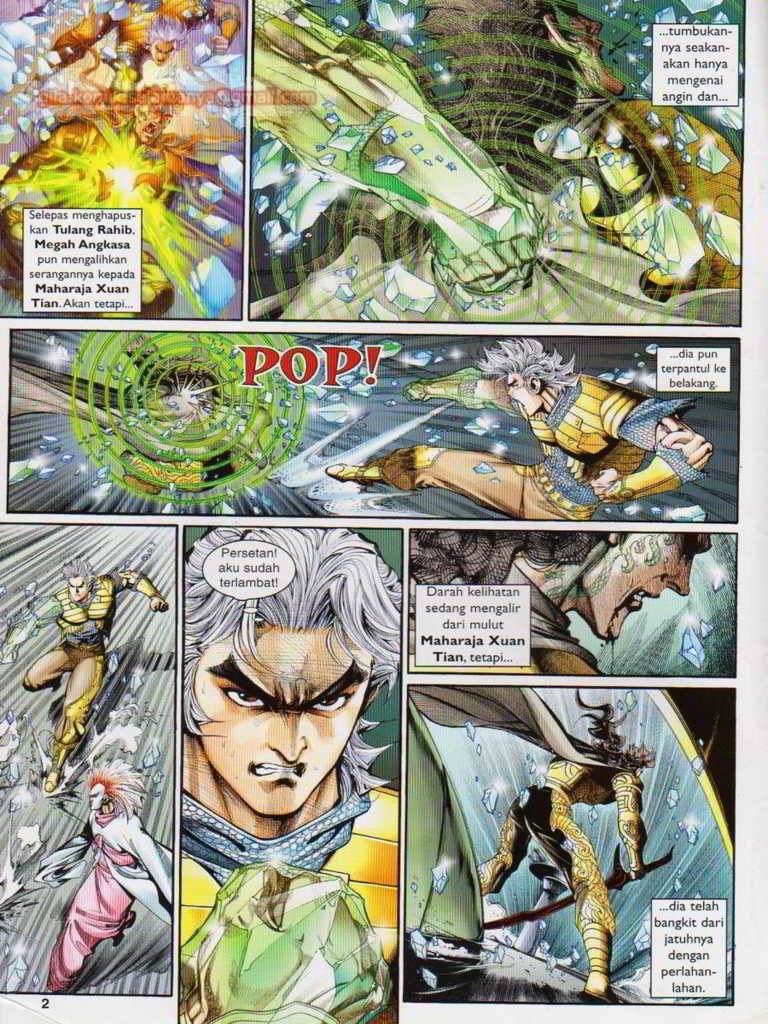 Selepas menghapus-
kan Tulang Rahib,
Megah Angkasa
pun mengalihkan
serangannya kepada
Maharaja Xuan
Tian. Akan tetapi...
...tumbukan-
nya seakan-
akan hanya
mengenai
angin dan...
POP!
...dia pun
terpantul ke
belakang.
Persetan!
aku sudah
terlambat!
Darah kelihatan
sedang mengalir
dari mulut
Maharaja Xuan
Tian, tetapi...
...dia telah
bangkit dari
jatuhnya
dengan
perlahan-
lahan.
2